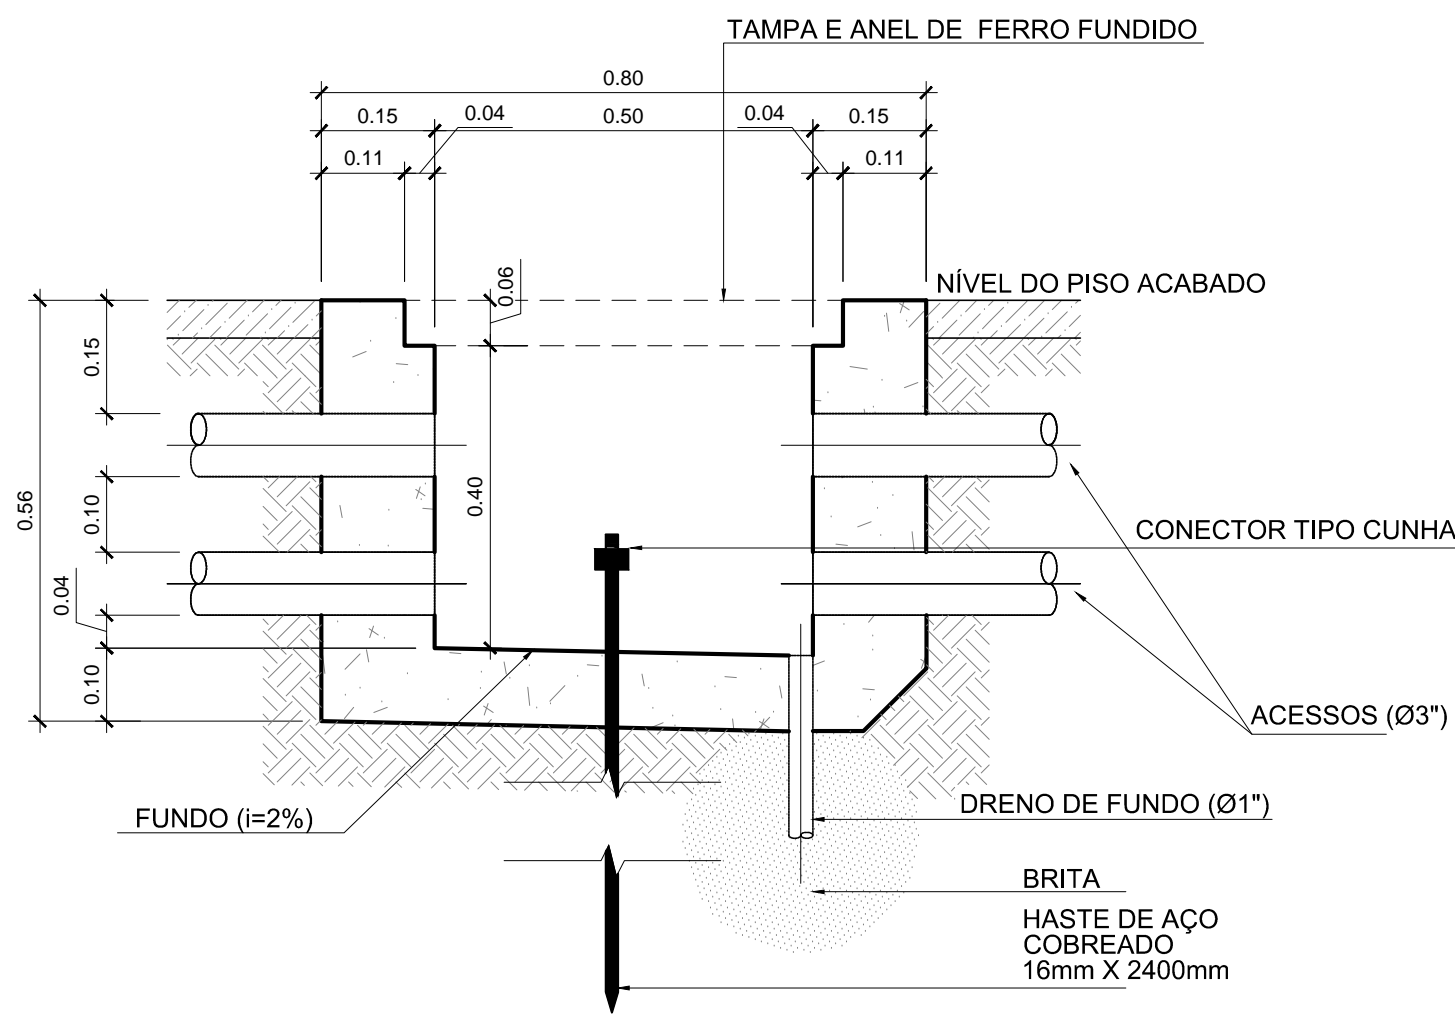 TAMPA E ANEL DE FERRO FUNDIDO
0.80
0.15
0.04
0.50
0.04
0.15
0.11
0.11
0.06
NÍVEL DO PISO ACABADO
0.15
0.56
0.10
0.40
CONECTOR TIPO CUNHA
0.04
0.10
ACESSOS (Ø3")
FUNDO (i=2%)
DRENO DE FUNDO (Ø1")
BRITA
HASTE DE AÇO
COBREADO
16mm X 2400mm